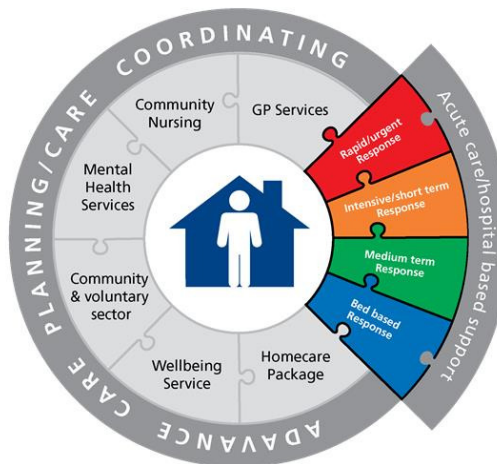 ADAVANCE CARE PLANNING/CARE COORDINATING
Acute care/hospital based support
GP Services
Rapid/urgent
Response
Intensive/short term
Response
Medium term
Response
Bed based
Response
Homecare
Package
Wellbeing
Service
Community
& voluntary
sector
Mental
Health
Services
Community
Nursing